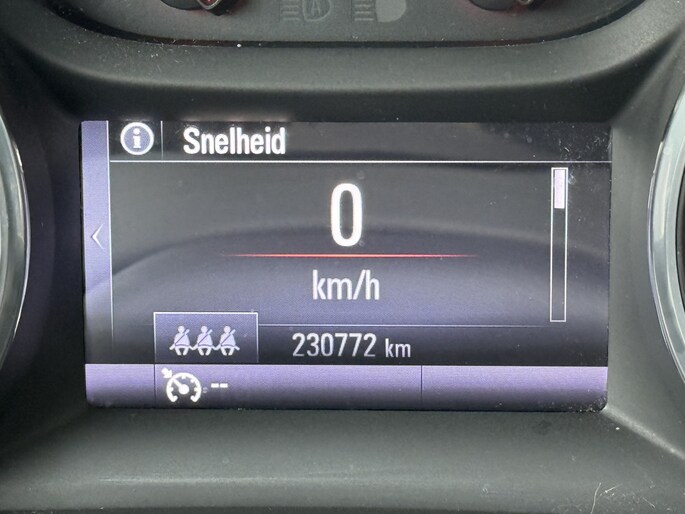 Snelheid
0
km/h
230772 km
--